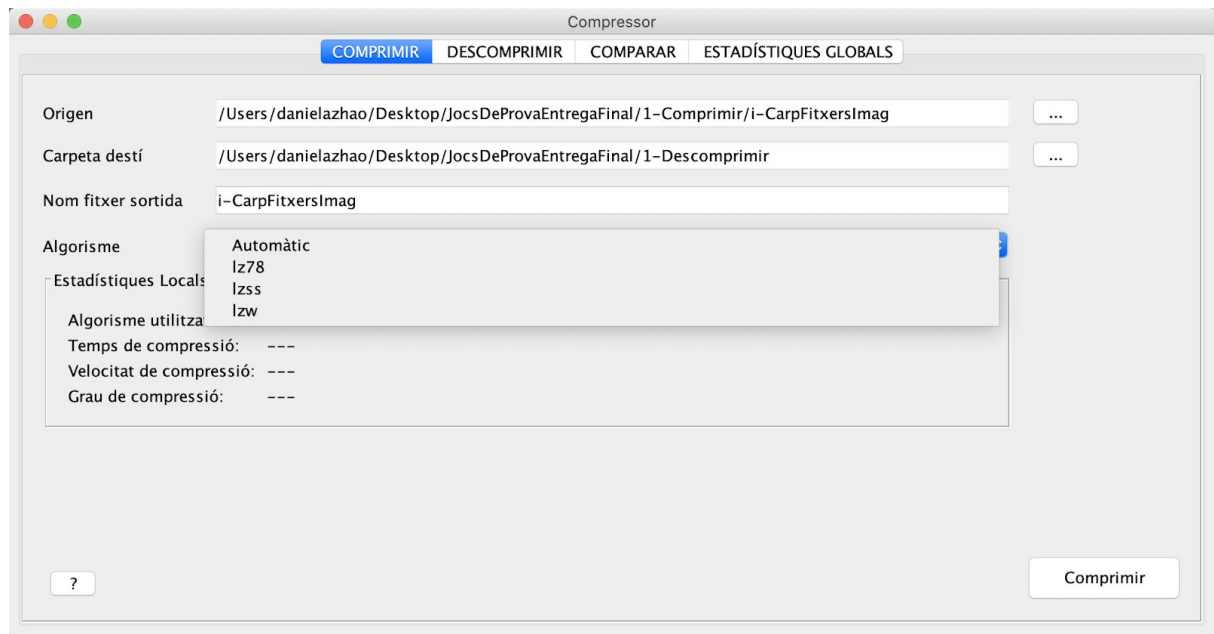 Compressor
COMPRIMIR DESCOMPRIMIR COMPARAR ESTADÍSTIQUES GLOBALS
Origen /Users/danielazhao/Desktop/JocsDeProvaEntregaFinal/1-Comprimir/i-CarpFitxersImag ...
Carpeta destí /Users/danielazhao/Desktop/JocsDeProvaEntregaFinal/1-Descomprimir ...
Nom fitxer sortida i-CarpFitxersImag
Algorisme Automàtic
lz78
Estadístiques Locals
lzss
lzw
Algorisme utilitza
Temps de compressió: ---
Velocitat de compressió: ---
Grau de compressió: ---
? Comprimir